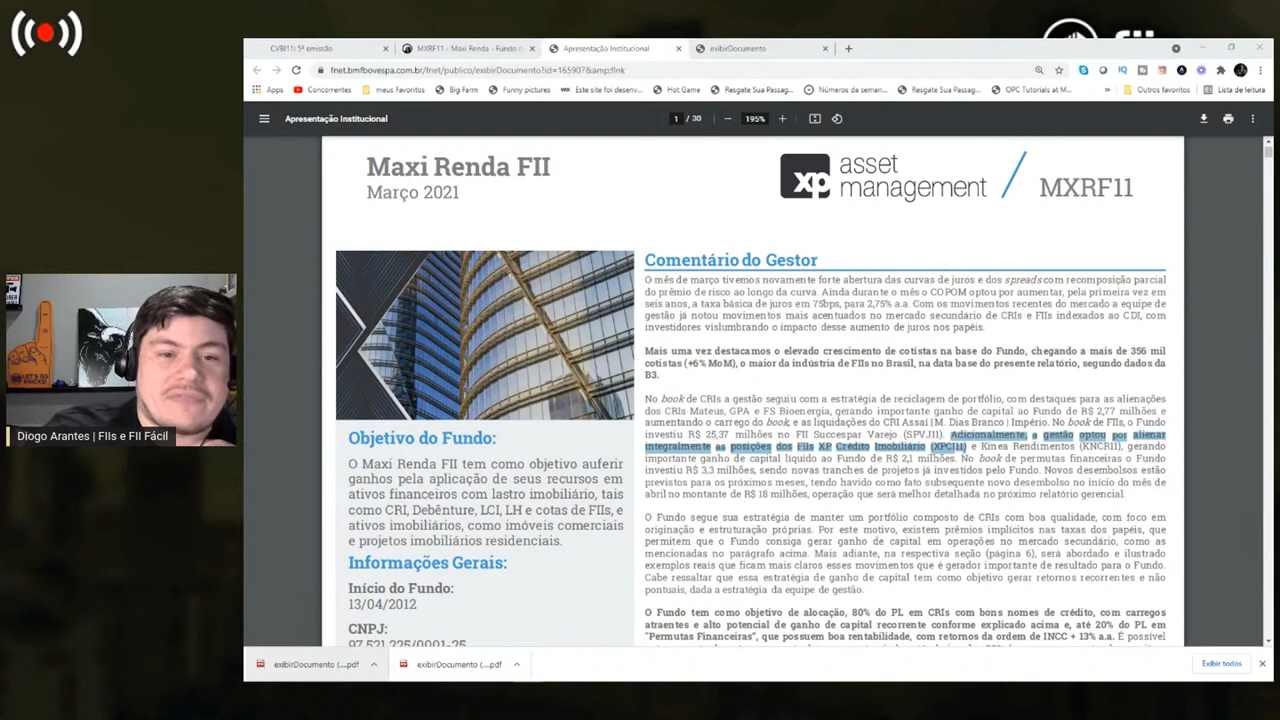 CVBI11: 5ª emissão
MXRF11 - Maxi Renda - Fundo d
Apresentação Institucional
exibirDocumento
fnet.bmfbovespa.com.br/fnet/publico/exibirDocumento?id=165907&amp;flnk
Apps
Concorrentes
meus Favoritos
Big Farm
Funny pictures
Este site foi desenv...
Hot Game
Resgate Sua Passag...
Números da seman...
Resgate Sua Passag...
OPC Tutorials at M...
Outros favoritos
Lista de leitura
Apresentação Institucional
1 / 30
195%
Maxi Renda FII
Março 2021
xp asset management / MXRF11
Comentário do Gestor
O mês de março tivemos novamente forte abertura das curvas de juros e dos spreads com recomposição parcial
do prêmio de risco ao longo da curva. Ainda durante o mês o COPOM optou por aumentar, pela primeira vez em
seis anos, a taxa básica de juros em 75bps, para 2,75% a.a. Com os movimentos recentes do mercado a equipe de
gestão já notou movimentos mais acentuados no mercado secundário de CRIs e FIIs indexados ao CDI, com
investidores vislumbrando o impacto desse aumento de juros nos papéis.
Mais uma vez destacamos o elevado crescimento de cotistas na base do Fundo, chegando a mais de 356 mil
cotistas (+6% MoM), o maior da indústria de FIIs no Brasil, na data base do presente relatório, segundo dados da
B3.
No book de CRIs a gestão seguiu com a estratégia de reciclagem de portfólio, com destaques para as alienações
dos CRIs Mateus, GPA e FS Bioenergia, gerando importante ganho de capital ao Fundo de R$ 2,77 milhões e
aumentando o carrego do book, e as liquidações do CRI Assaí | M. Dias Branco | Império. No book de FIIs, o Fundo
investiu R$ 25,37 milhões no FII Succespar Varejo (SPVJ11). Adicionalmente, a gestão optou por alienar
integralmente as posições dos FIIs XP Crédito Imobiliário (XPCI11) e Kinea Rendimentos (KNCR11), gerando
importante ganho de capital líquido ao Fundo de R$ 2,1 milhões. No book de permutas financeiras o Fundo
investiu R$ 3,3 milhões, sendo novas tranches de projetos já investidos pelo Fundo. Novos desembolsos estão
previstos para os próximos meses, tendo havido como fato subsequente novo desembolso no início do mês de
abril no montante de R$ 18 milhões, operação que será melhor detalhada no próximo relatório gerencial.
O Fundo segue sua estratégia de manter um portfólio composto de CRIs com boa qualidade, com foco em
originação e estruturação próprias. Por este motivo, existem prêmios implícitos nas taxas dos papéis, que
permitem que o Fundo consiga gerar ganho de capital em operações no mercado secundário, como as
mencionadas no parágrafo acima. Mais adiante, na respectiva seção (página 6), será abordado e ilustrado
exemplos reais que ficam mais claros esses movimentos que é gerador importante de resultado para o Fundo.
Cabe ressaltar que essa estratégia de ganho de capital tem como objetivo gerar retornos recorrentes e não
pontuais, dada a estratégia da equipe de gestão.
O Fundo tem como objetivo de alocação, 80% do PL em CRIs com bons nomes de crédito, com carregos
atraentes e alto potencial de ganho de capital recorrente conforme explicado acima e, até 20% do PL em
"Permutas Financeiras", que possuem boa rentabilidade, com retornos da ordem de INCC + 13% a.a. É possível
Objetivo do Fundo:
O Maxi Renda FII tem como objetivo auferir
ganhos pela aplicação de seus recursos em
ativos financeiros com lastro imobiliário, tais
como CRI, Debênture, LCI, LH e cotas de FIIs, e
ativos imobiliários, como imóveis comerciais
e projetos imobiliários residenciais.
Informações Gerais:
Início do Fundo:
13/04/2012
CNPJ:
97.521.225/0001-25
Diogo Arantes | FIIs e FII Fácil
exibirDocumento (....pdf
exibirDocumento (....pdf
Exibir todos